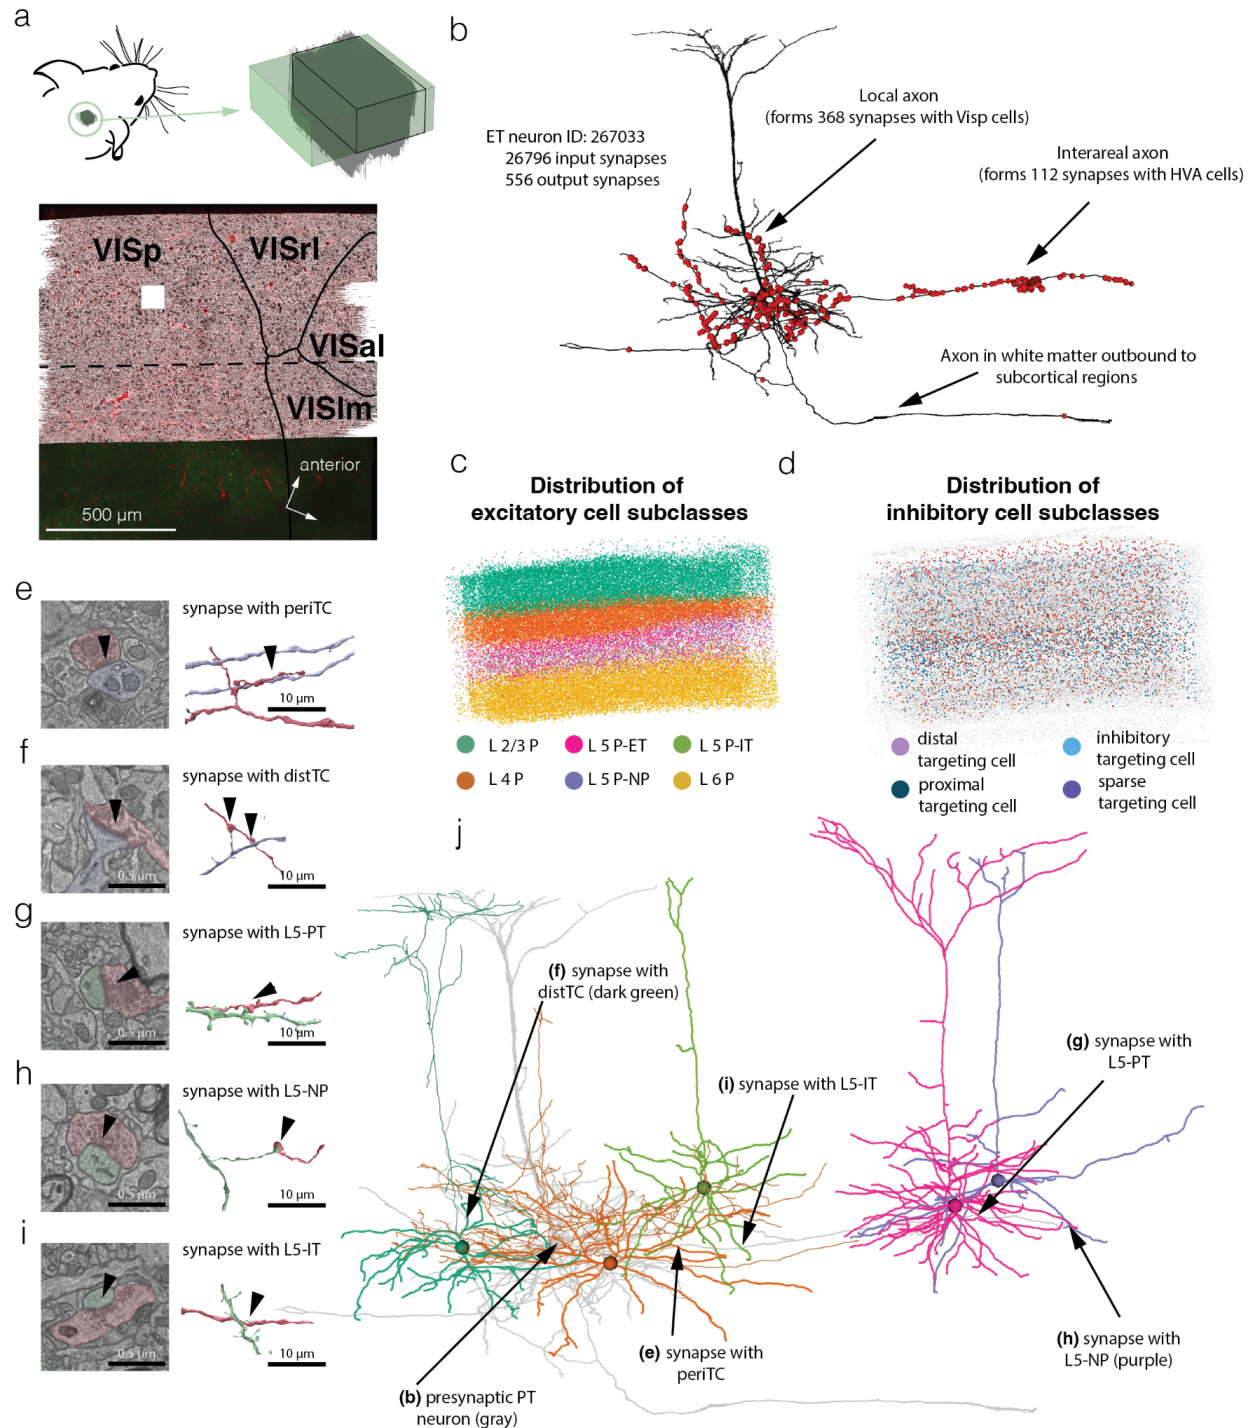 a
VISp
VISrl
VISal
VISlm
anterior
500 µm
b
ET neuron ID: 267033
26796 input synapses
556 output synapses
Local axon
(forms 368 synapses with Visp cells)
Interareal axon
(forms 112 synapses with HVA cells)
Axon in white matter outbound to
subcortical regions
c
Distribution of
excitatory cell subclasses
L 2/3 P
L 5 P-ET
L 5 P-IT
L 4 P
L 5 P-NP
L 6 P
d
Distribution of
inhibitory cell subclasses
distal
targeting cell
inhibitory
targeting cell
proximal
targeting cell
sparse
targeting cell
e
synapse with periTC
10 µm
f
synapse with distTC
0.5 µm
10 µm
g
synapse with L5-PT
0.5 µm
10 µm
h
synapse with L5-NP
0.5 µm
10 µm
i
synapse with L5-IT
0.5 µm
10 µm
j
(f) synapse with
distTC (dark green)
(i) synapse with L5-IT
(g) synapse with
L5-PT
(e) synapse with
periTC
(h) synapse with
L5-NP (purple)
(b) presynaptic PT
neuron (gray)